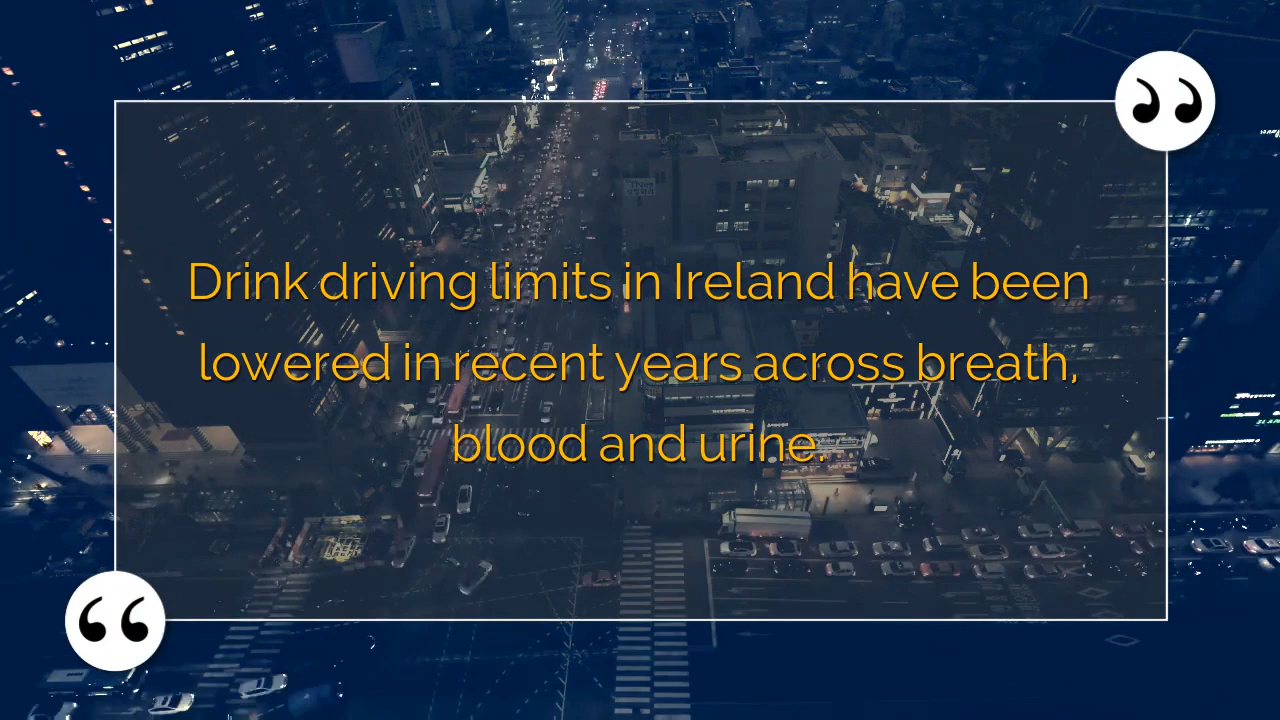 Drink driving limits in Ireland have been
lowered in recent years across breath,
blood and urine.